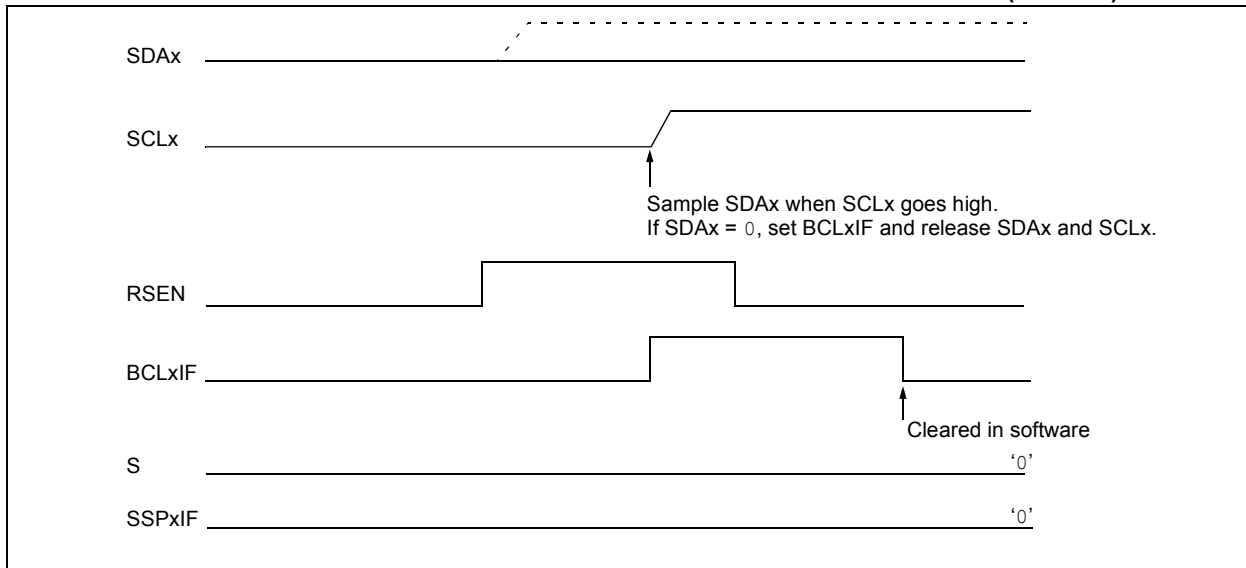 SDAx
SCLx
Sample SDAx when SCLx goes high.
If SDAx = 0, set BCLxIF and release SDAx and SCLx.
RSEN
BCLxIF
Cleared in software
S
‘0’
SSPxIF
‘0’